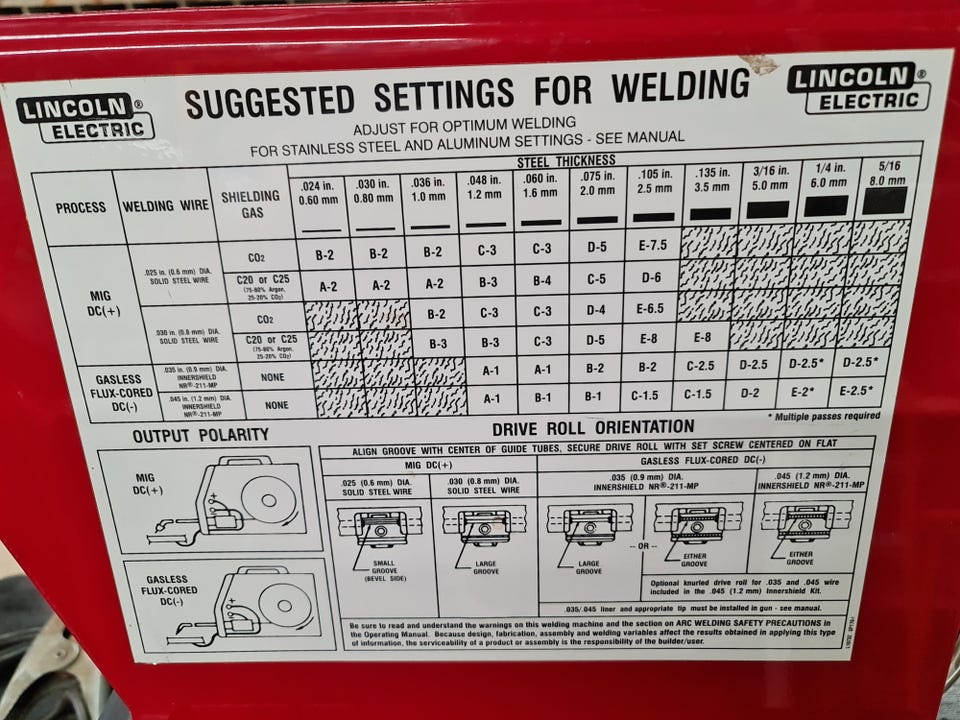 LINCOLN ® ELECTRIC
SUGGESTED SETTINGS FOR WELDING
LINCOLN ® ELECTRIC
ADJUST FOR OPTIMUM WELDING
FOR STAINLESS STEEL AND ALUMINUM SETTINGS - SEE MANUAL
STEEL THICKNESS
PROCESS WELDING WIRE SHIELDING GAS
.024 in. .030 in. .036 in. .048 in. .060 in. .075 in. .105 in. .135 in. 3/16 in. 1/4 in. 5/16
0.60 mm 0.80 mm 1.0 mm 1.2 mm 1.6 mm 2.0 mm 2.5 mm 3.5 mm 5.0 mm 6.0 mm 8.0 mm
MIG DC(+)
.025 in. (0.6 mm) DIA. SOLID STEEL WIRE
CO2 B-2 B-2 B-2 C-3 C-3 D-5 E-7.5
C20 or C25 (75-80% Argon, 25-20% CO2) A-2 A-2 A-2 B-3 B-4 C-5 D-6
.030 in. (0.8 mm) DIA. SOLID STEEL WIRE
CO2 B-2 C-3 C-3 D-4 E-6.5
C20 or C25 (75-80% Argon, 25-20% CO2) B-3 B-3 C-3 D-5 E-8 E-8
GASLESS FLUX-CORED DC(-)
.035 in. (0.9 mm) DIA. INNERSHIELD NR®-211-MP
NONE A-1 A-1 B-2 B-2 C-2.5 D-2.5 D-2.5* D-2.5*
.045 in. (1.2 mm) DIA. INNERSHIELD NR®-211-MP
NONE A-1 B-1 B-1 C-1.5 C-1.5 D-2 E-2* E-2.5*
* Multiple passes required
OUTPUT POLARITY
DRIVE ROLL ORIENTATION
ALIGN GROOVE WITH CENTER OF GUIDE TUBES, SECURE DRIVE ROLL WITH SET SCREW CENTERED ON FLAT
MIG DC(+)
GASLESS FLUX-CORED DC(-)
.025 (0.6 mm) DIA. SOLID STEEL WIRE
.030 (0.8 mm) DIA. SOLID STEEL WIRE
.035 (0.9 mm) DIA. INNERSHIELD NR®-211-MP
.045 (1.2 mm) DIA. INNERSHIELD NR®-211-MP
MIG DC(+)
+
-
SMALL GROOVE (BEVEL SIDE)
LARGE GROOVE
LARGE GROOVE
-- OR --
EITHER GROOVE
EITHER GROOVE
Optional knurled drive roll for .035 and .045 wire
included in the .045 (1.2 mm) Innershield Kit.
.035/.045 liner and appropriate tip must be installed in gun - see manual.
GASLESS FLUX-CORED DC(-)
+
-
Be sure to read and understand the warnings on this welding machine and the section on ARC WELDING SAFETY PRECAUTIONS in
the Operating Manual. Because design, fabrication, assembly and welding variables affect the results obtained in applying this type
of information, the serviceability of a product or assembly is the responsibility of the builder/user.